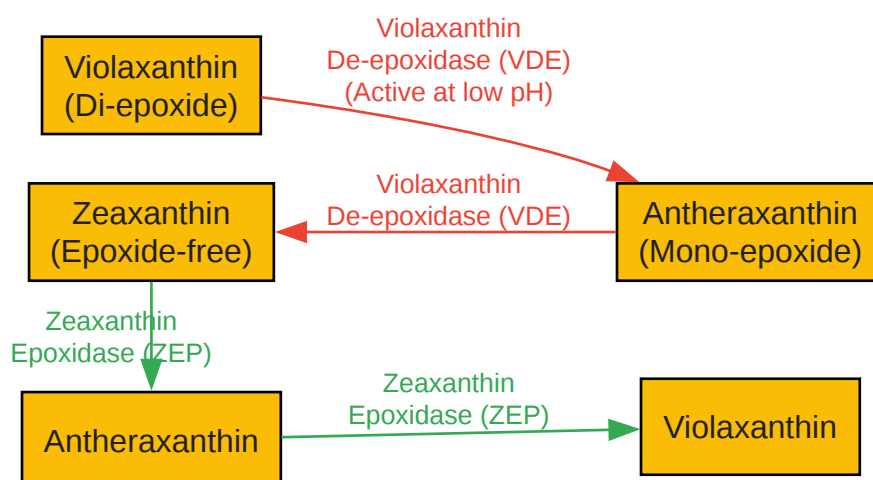 Violaxanthin
De-epoxidase (VDE)
(Active at low pH)
Violaxanthin
(Di-epoxide)
Violaxanthin
De-epoxidase (VDE)
Zeaxanthin
(Epoxide-free)
Antheraxanthin
(Mono-epoxide)
Zeaxanthin
Epoxidase (ZEP)
Zeaxanthin
Epoxidase (ZEP)
Antheraxanthin
Violaxanthin